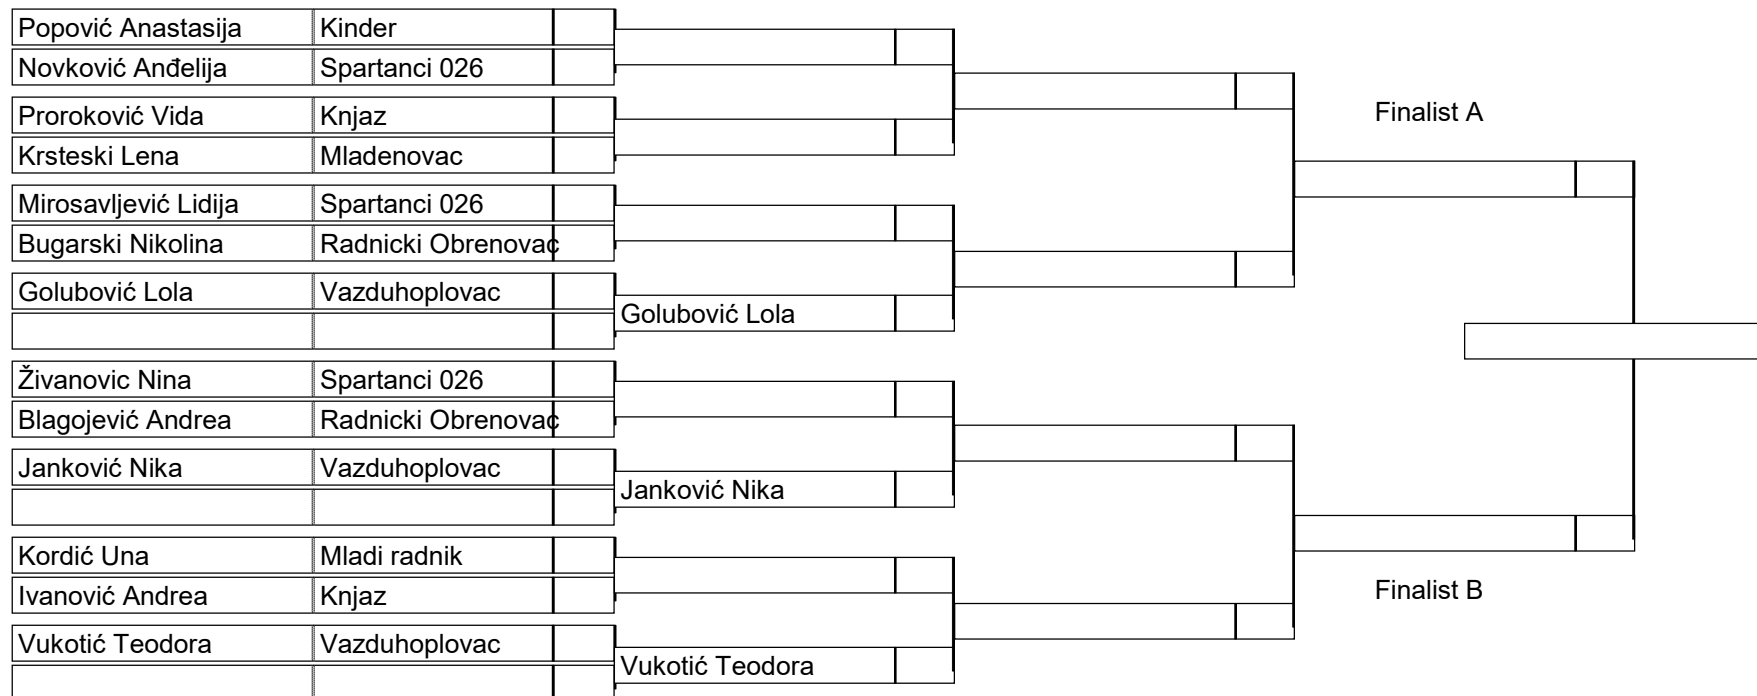 Popović Anastasija Kinder
Novković Anđelija Spartanci 026
Proroković Vida Knjaz
Finalist A
Krsteski Lena Mladenovac
Mirosavljević Lidija Spartanci 026
Bugarski Nikolina Radnicki Obrenovac
Golubović Lola Vazduhoplovac
Golubović Lola
Živanovic Nina Spartanci 026
Blagojević Andrea Radnicki Obrenovac
Janković Nika Vazduhoplovac
Janković Nika
Kordić Una Mladi radnik
Ivanović Andrea Knjaz
Finalist B
Vukotić Teodora Vazduhoplovac
Vukotić Teodora